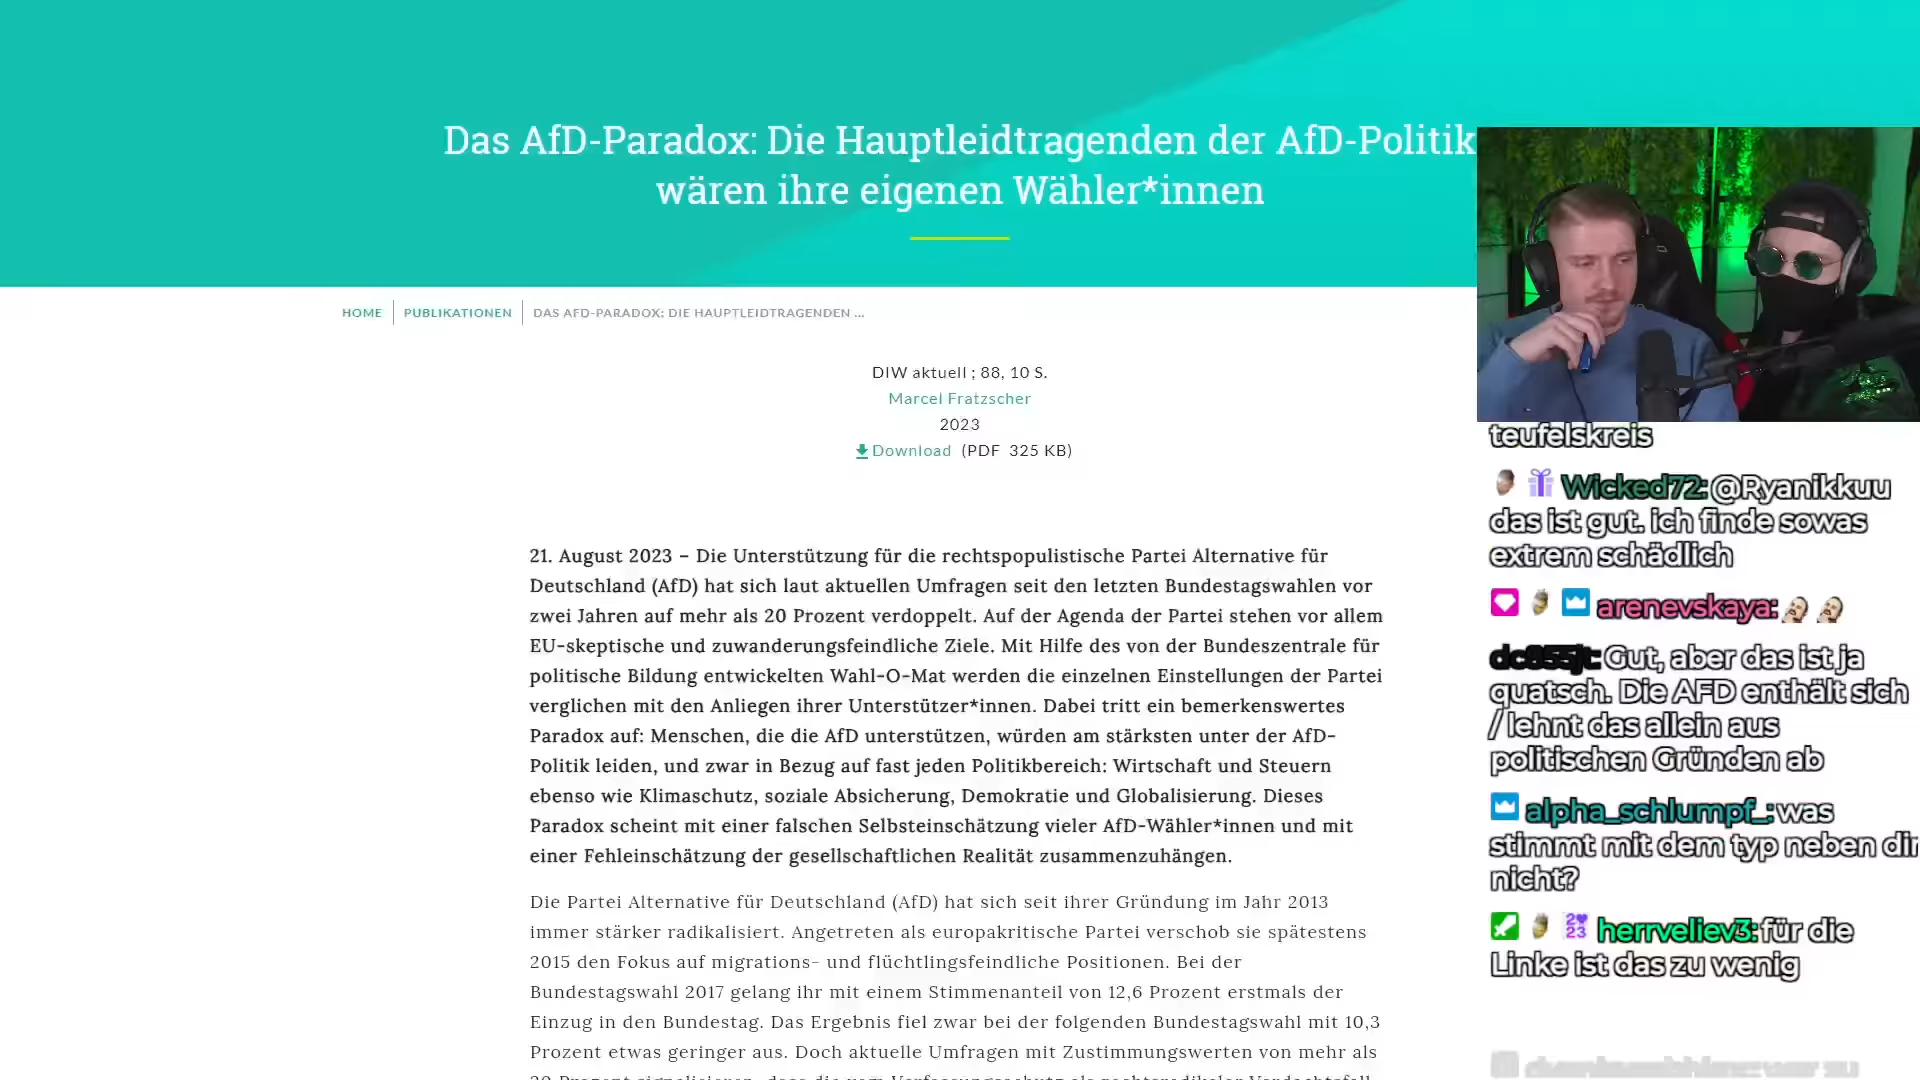 Das AfD-Paradox: Die Hauptleidtragenden der AfD-Politik
wären ihre eigenen Wähler*innen
HOME PUBLIKATIONEN DAS AFD-PARADOX: DIE HAUPTLEIDTRAGENDEN ...
DIW aktuell ; 88, 10 S.
Marcel Fratzscher
2023
Download (PDF 325 KB)
21. August 2023 – Die Unterstützung für die rechtspopulistische Partei Alternative für
Deutschland (AfD) hat sich laut aktuellen Umfragen seit den letzten Bundestagswahlen vor
zwei Jahren auf mehr als 20 Prozent verdoppelt. Auf der Agenda der Partei stehen vor allem
EU-skeptische und zuwanderungsfeindliche Ziele. Mit Hilfe des von der Bundeszentrale für
politische Bildung entwickelten Wahl-O-Mat werden die einzelnen Einstellungen der Partei
verglichen mit den Anliegen ihrer Unterstützer*innen. Dabei tritt ein bemerkenswertes
Paradox auf: Menschen, die die AfD unterstützen, würden am stärksten unter der AfD-
Politik leiden, und zwar in Bezug auf fast jeden Politikbereich: Wirtschaft und Steuern
ebenso wie Klimaschutz, soziale Absicherung, Demokratie und Globalisierung. Dieses
Paradox scheint mit einer falschen Selbsteinschätzung vieler AfD-Wähler*innen und mit
einer Fehleinschätzung der gesellschaftlichen Realität zusammenzuhängen.
Die Partei Alternative für Deutschland (AfD) hat sich seit ihrer Gründung im Jahr 2013
immer stärker radikalisiert. Angetreten als europakritische Partei verschob sie spätestens
2015 den Fokus auf migrations- und flüchtlingsfeindliche Positionen. Bei der
Bundestagswahl 2017 gelang ihr mit einem Stimmenanteil von 12,6 Prozent erstmals der
Einzug in den Bundestag. Das Ergebnis fiel zwar bei der folgenden Bundestagswahl mit 10,3
Prozent etwas geringer aus. Doch aktuelle Umfragen mit Zustimmungswerten von mehr als
teufelskreis
Wicked72: @Ryanikkuu
das ist gut. ich finde sowas
extrem schädlich
arenevskaya:
dc855jt: Gut, aber das ist ja
quatsch. Die AFD enthält sich
/ lehnt das allein aus
politischen Gründen ab
alpha_schlumpf_: was
stimmt mit dem typ neben dir
nicht?
2 23 herrveliev3: für die
Linke ist das zu wenig